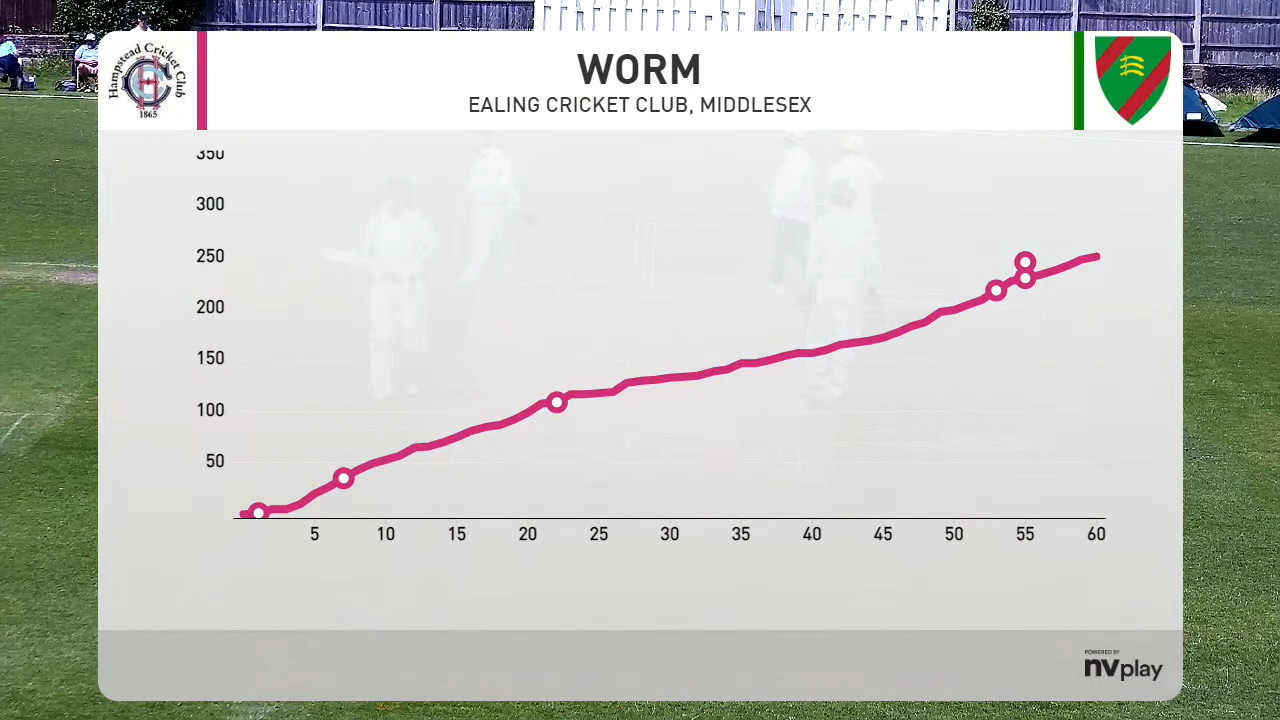 Hampstead Cricket Club
HCC
1865
WORM
EALING CRICKET CLUB, MIDDLESEX
350
300
250
200
150
100
50
5 10 15 20 25 30 35 40 45 50 55 60
POWERED BY
nvplay